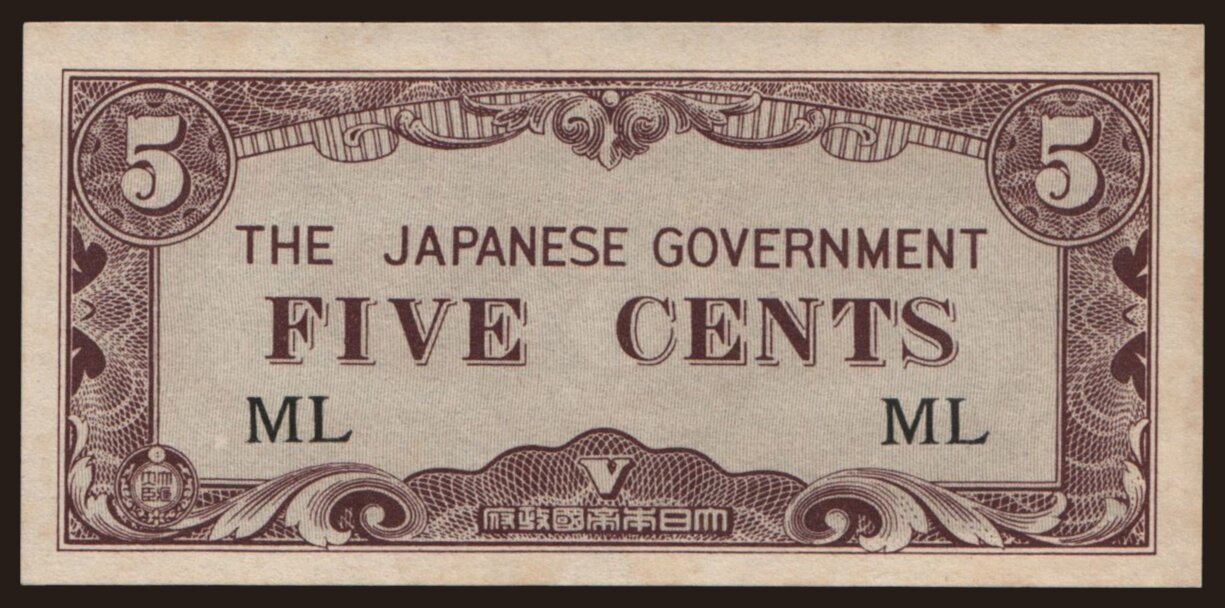 5 5
THE JAPANESE GOVERNMENT
FIVE CENTS
ML ML
V
府政國帝本日大